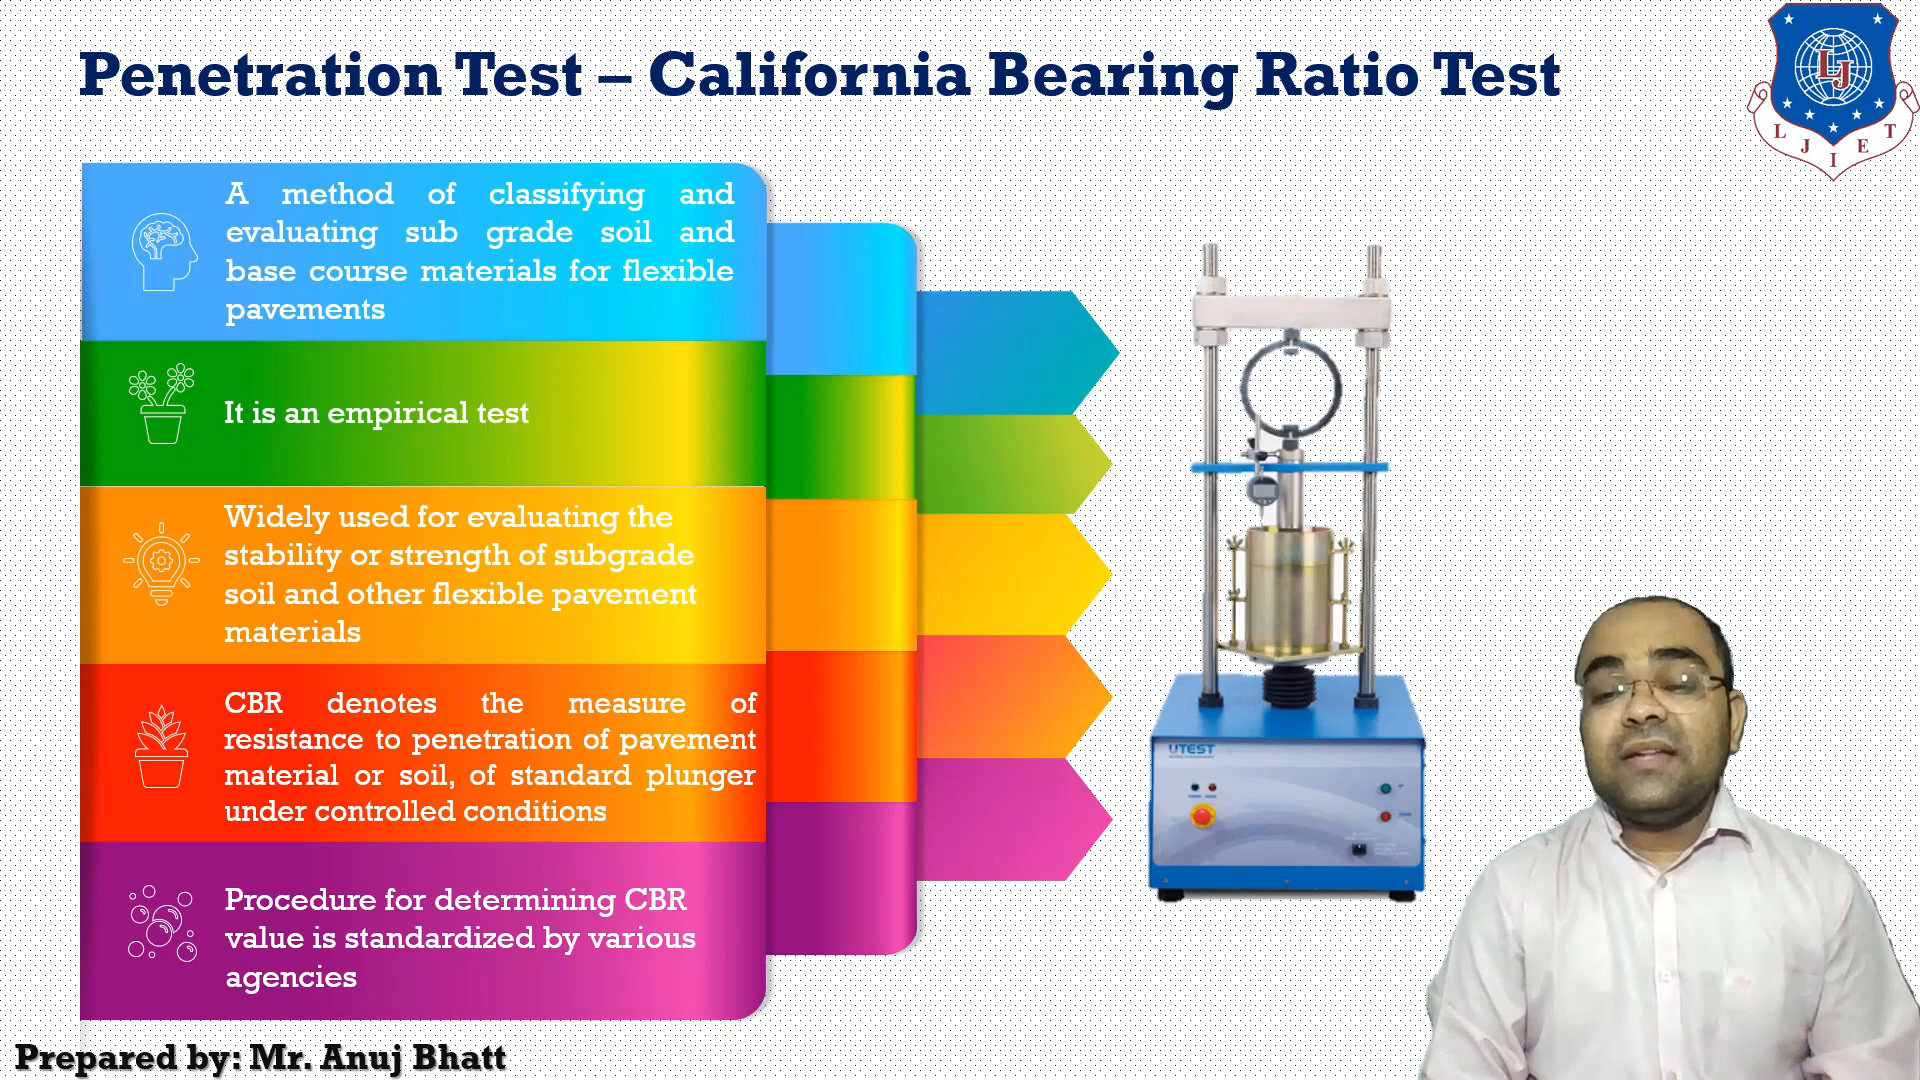 Penetration Test – California Bearing Ratio Test
LJ
L J I E T
A method of classifying and
evaluating sub grade soil and
base course materials for flexible
pavements
It is an empirical test
Widely used for evaluating the
stability or strength of subgrade
soil and other flexible pavement
materials
CBR denotes the measure of
resistance to penetration of pavement
material or soil, of standard plunger
under controlled conditions
Procedure for determining CBR
value is standardized by various
agencies
UTEST
Prepared by: Mr. Anuj Bhatt